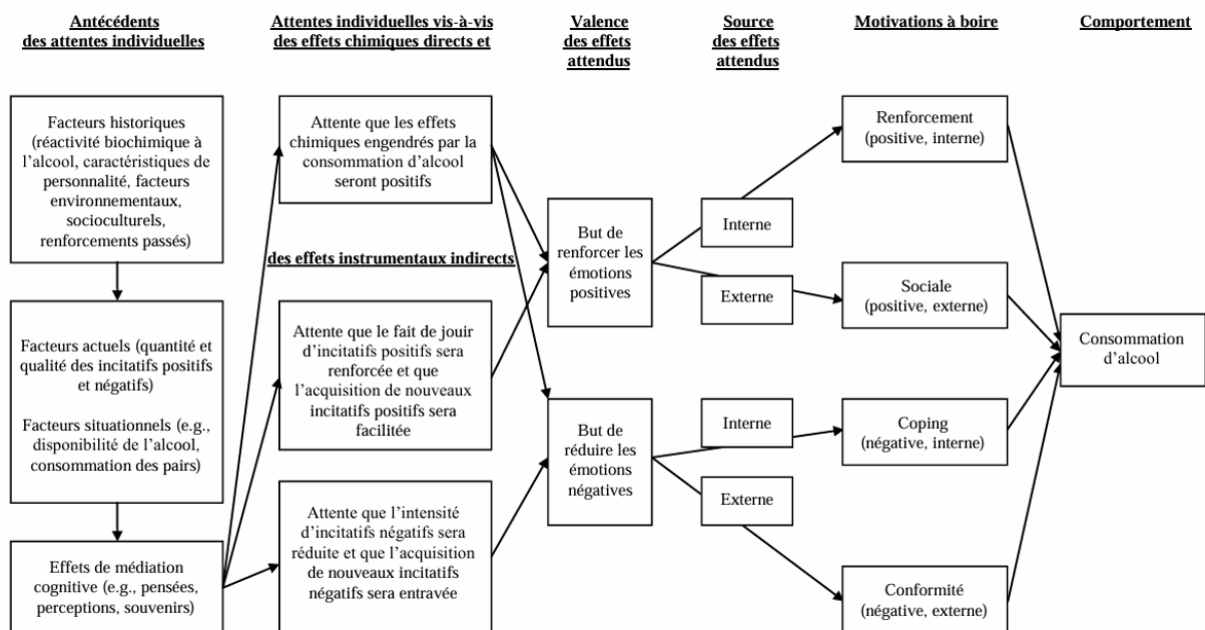 Antécédents
des attentes individuelles
Attentes individuelles vis-à-vis
des effets chimiques directs et
Valence
des effets
attendus
Source
des effets
attendus
Motivations à boire
Comportement
Facteurs historiques
(réactivité biochimique à
l'alcool, caractéristiques de
personnalité, facteurs
environnementaux,
socioculturels,
renforcements passés)
Facteurs actuels (quantité et
qualité des incitatifs positifs
et négatifs)
Facteurs situationnels (e.g.,
disponibilité de l'alcool,
consommation des pairs)
Effets de médiation
cognitive (e.g., pensées,
perceptions, souvenirs)
Attente que les effets
chimiques engendrés par la
consommation d'alcool
seront positifs
des effets instrumentaux indirects
Attente que le fait de jouir
d'incitatifs positifs sera
renforcée et que
l'acquisition de nouveaux
incitatifs positifs sera
facilitée
Attente que l'intensité
d'incitatifs négatifs sera
réduite et que l'acquisition
de nouveaux incitatifs
négatifs sera entravée
But de
renforcer les
émotions
positives
But de
réduire les
émotions
négatives
Interne
Externe
Interne
Externe
Renforcement
(positive, interne)
Sociale
(positive, externe)
Coping
(négative, interne)
Conformité
(négative, externe)
Consommation
d'alcool